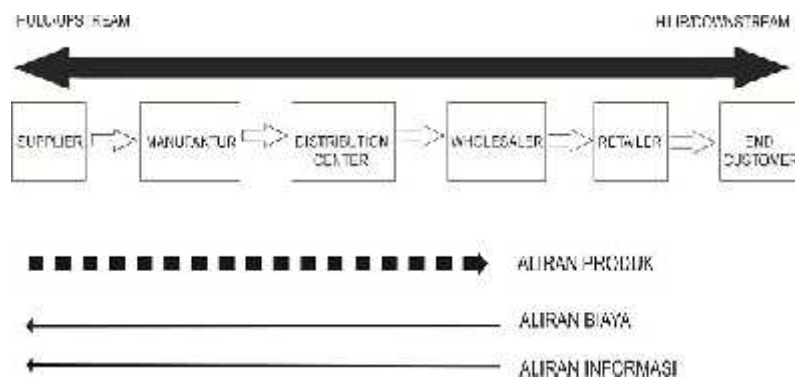 HULU/UPSTREAM
HILIR/DOWNSTREAM
SUPPLIER
MANUFAKTUR
DISTRIBUTION
CENTER
WHOLESALER
RETAILER
END
CUSTOMER
ALIRAN PRODUK
ALIRAN BIAYA
ALIRAN INFORMASI